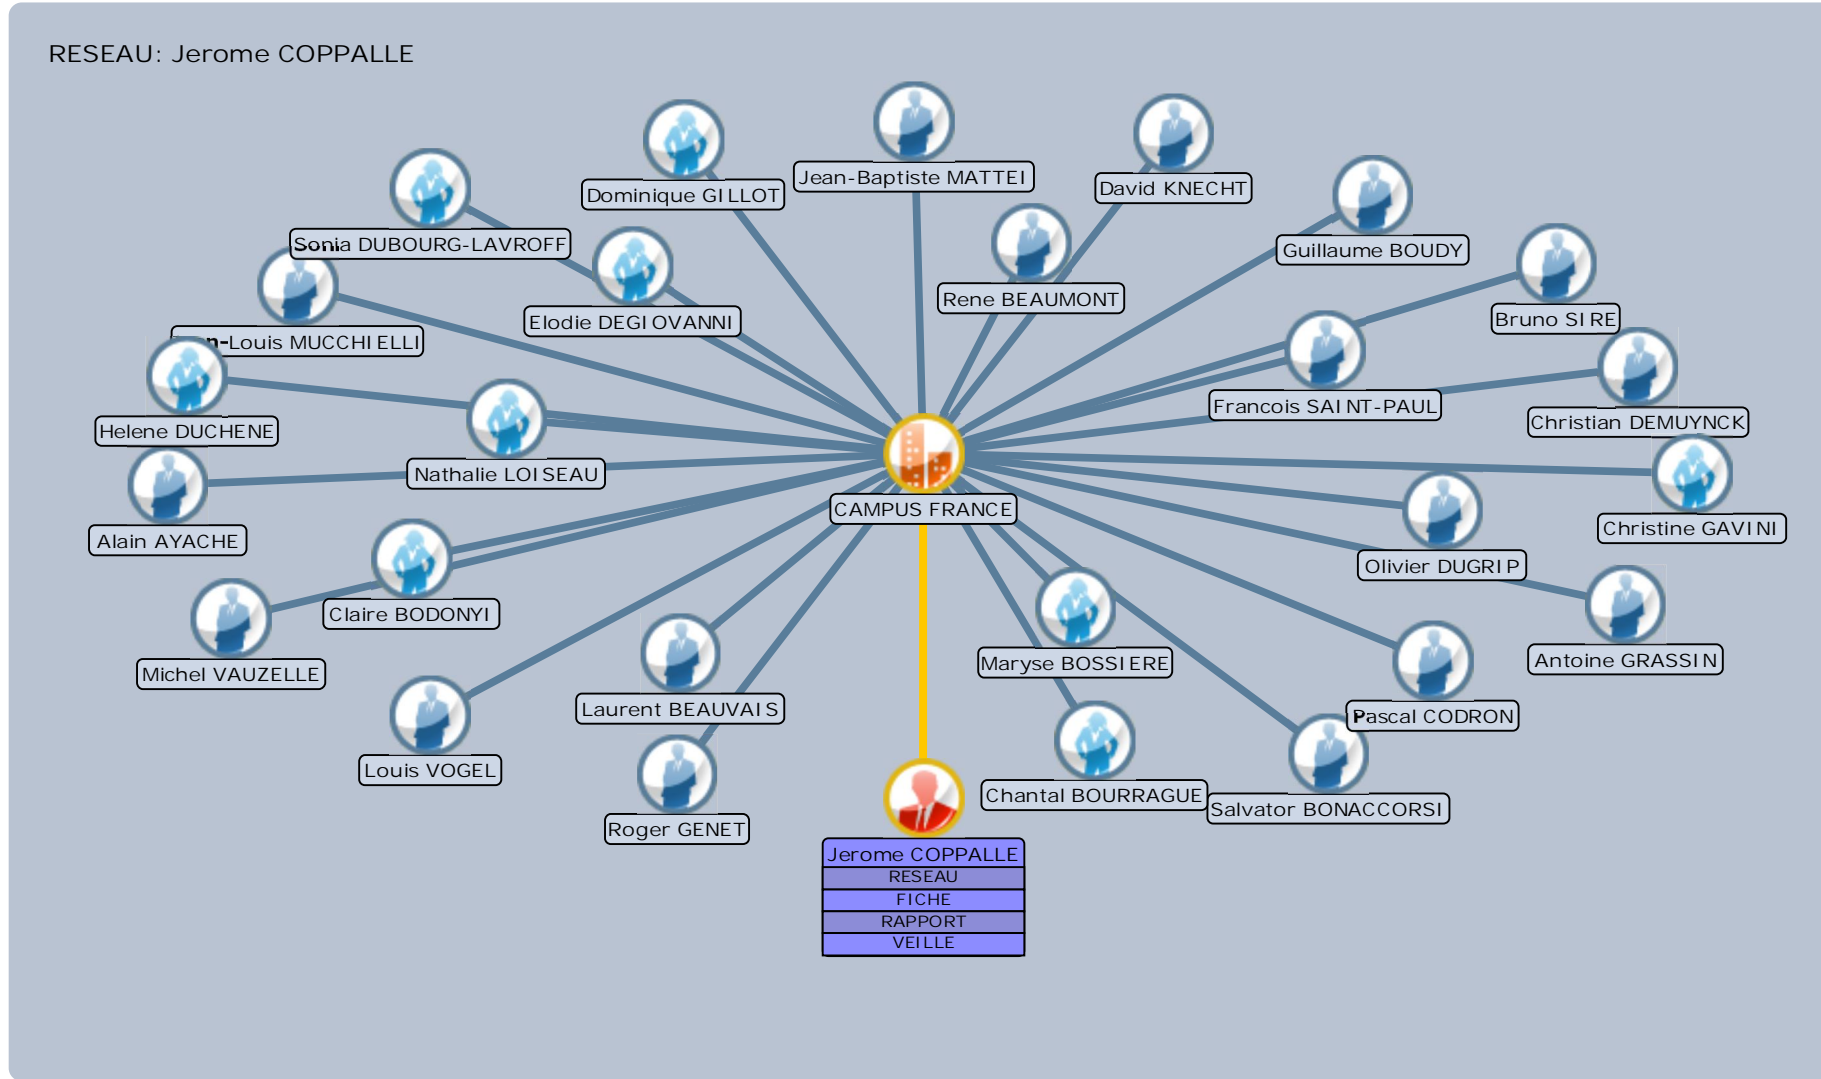 RESEAU: Jerome COPPALLE
Jean-Baptiste MATTEI
David KNECHT
Dominique GILLOT
Sonia DUBOURG-LAVROFF
Guillaume BOUDY
Rene BEAUMONT
Bruno SIRE
Elodie DEGIOVANNI
-Louis MUCCHIELLI
Francois SAINT-PAUL
Christian DEMUYNCK
Helene DUCHENE
Nathalie LOISEAU
CAMPUS FRANCE
Christine GAVINI
Alain AYACHE
Olivier DUGRIP
Claire BODONYI
Antoine GRASSIN
Maryse BOSSIERE
Michel VAUZELLE
Laurent BEAUVAIS
Pascal CODRON
Louis VOGEL
Chantal BOURRAGUE
Salvator BONACCORSI
Roger GENET
Jerome COPPALLE
RESEAU
FICHE
RAPPORT
VEILLE